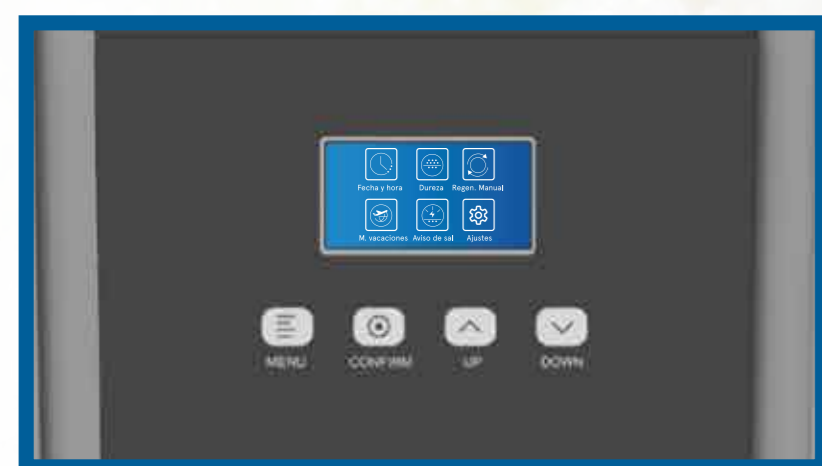 Fecha y hora Dureza Regen. Manual
M. vacaciones Aviso de sal Ajustes
MENU CONFIRM UP DOWN